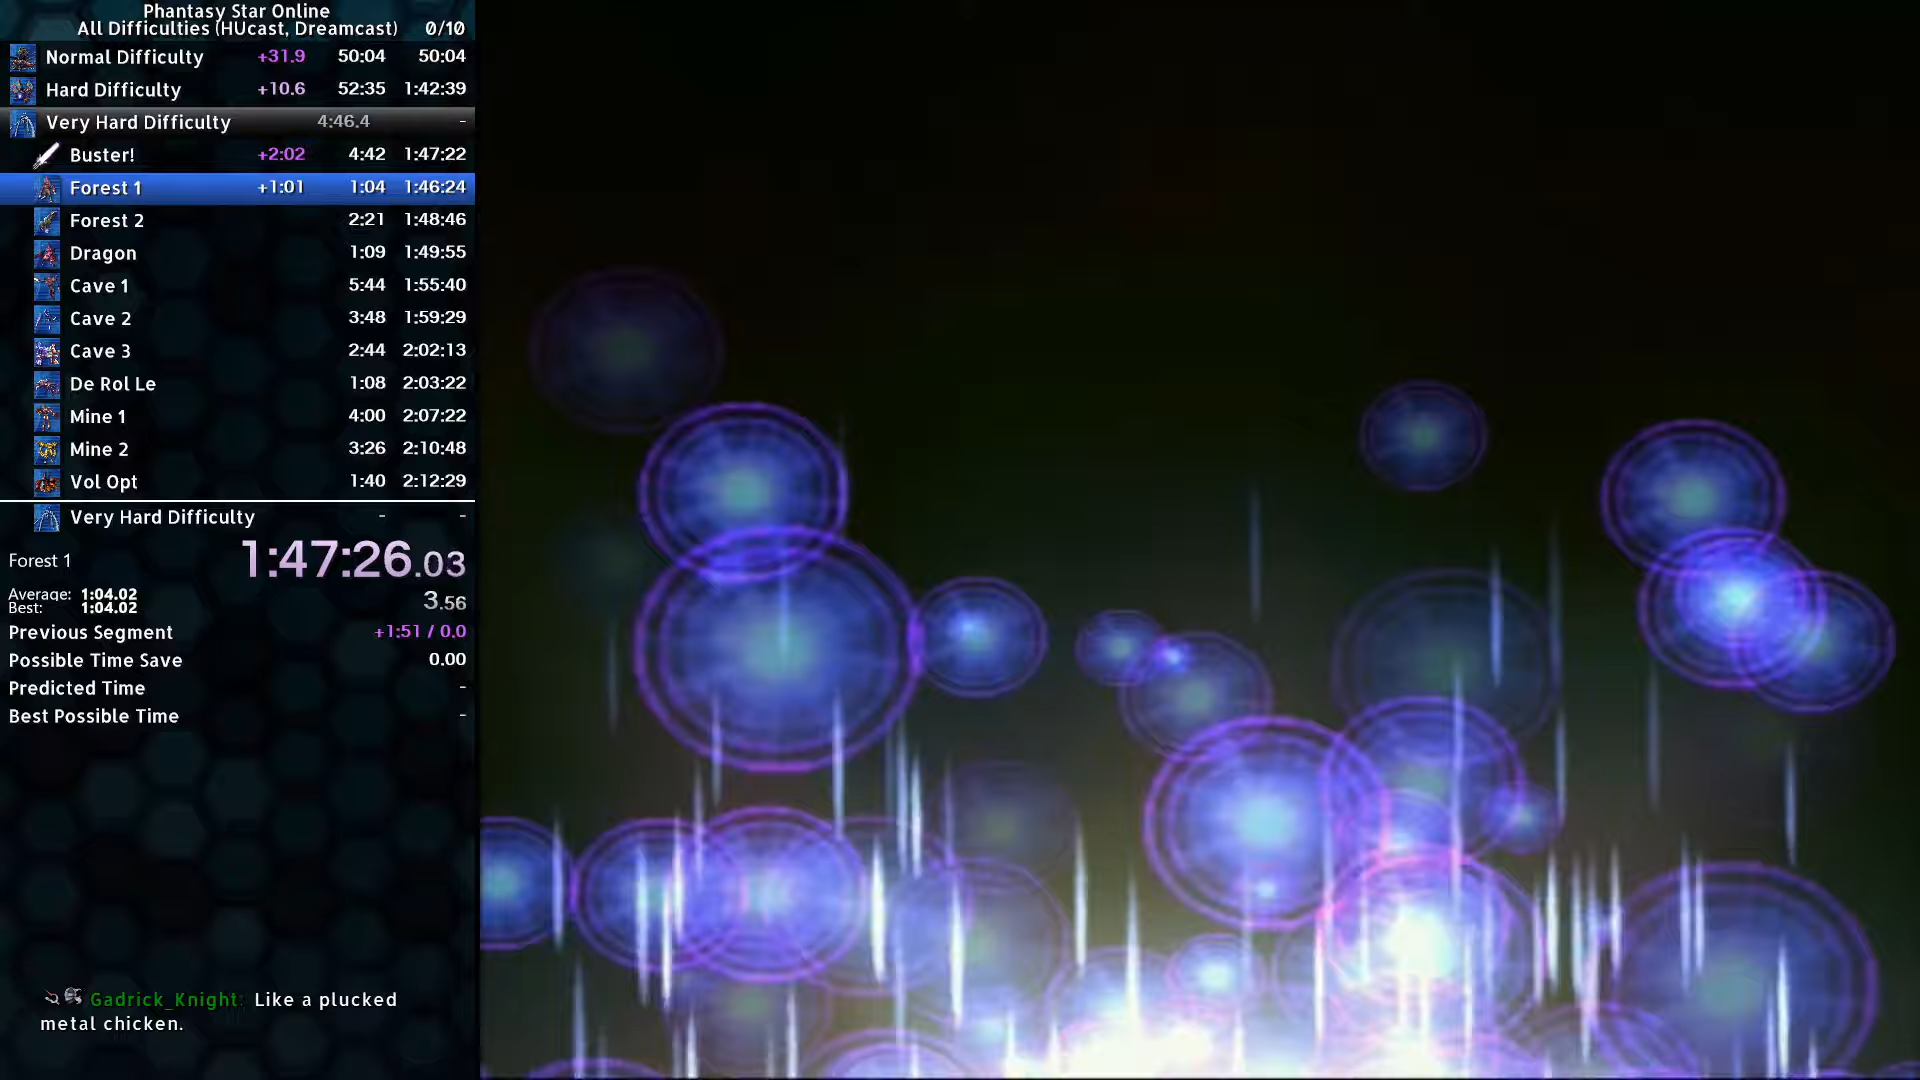 Phantasy Star Online
All Difficulties (HUcast, Dreamcast) 0/10
Normal Difficulty +31.9 50:04 50:04
Hard Difficulty +10.6 52:35 1:42:39
Very Hard Difficulty 4:46.4 -
Buster! +2:02 4:42 1:47:22
Forest 1 +1:01 1:04 1:46:24
Forest 2 2:21 1:48:46
Dragon 1:09 1:49:55
Cave 1 5:44 1:55:40
Cave 2 3:48 1:59:29
Cave 3 2:44 2:02:13
De Rol Le 1:08 2:03:22
Mine 1 4:00 2:07:22
Mine 2 3:26 2:10:48
Vol Opt 1:40 2:12:29
Very Hard Difficulty - -
Forest 1 1:47:26.03
Average: 1:04.02
Best: 1:04.02 3.56
Previous Segment +1:51 / 0.0
Possible Time Save 0.00
Predicted Time -
Best Possible Time -
Gadrick_Knight: Like a plucked
metal chicken.